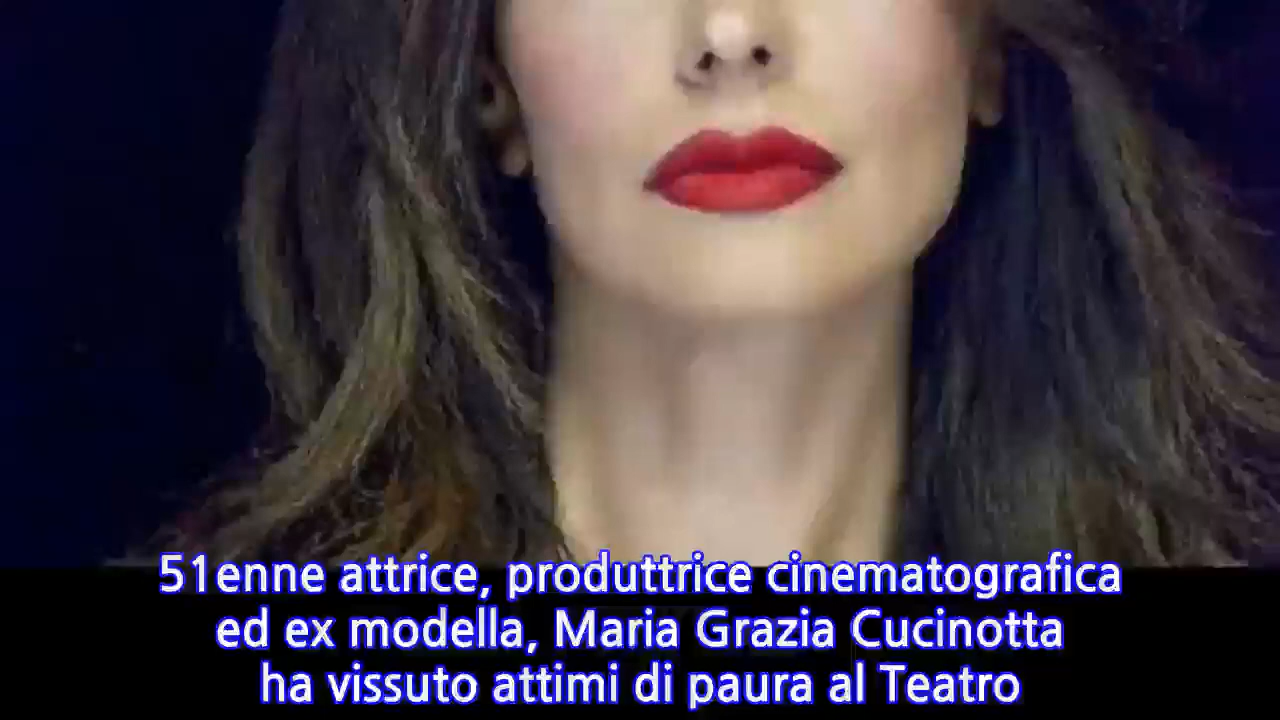 51enne attrice, produttrice cinematografica
ed ex modella, Maria Grazia Cucinotta
ha vissuto attimi di paura al Teatro